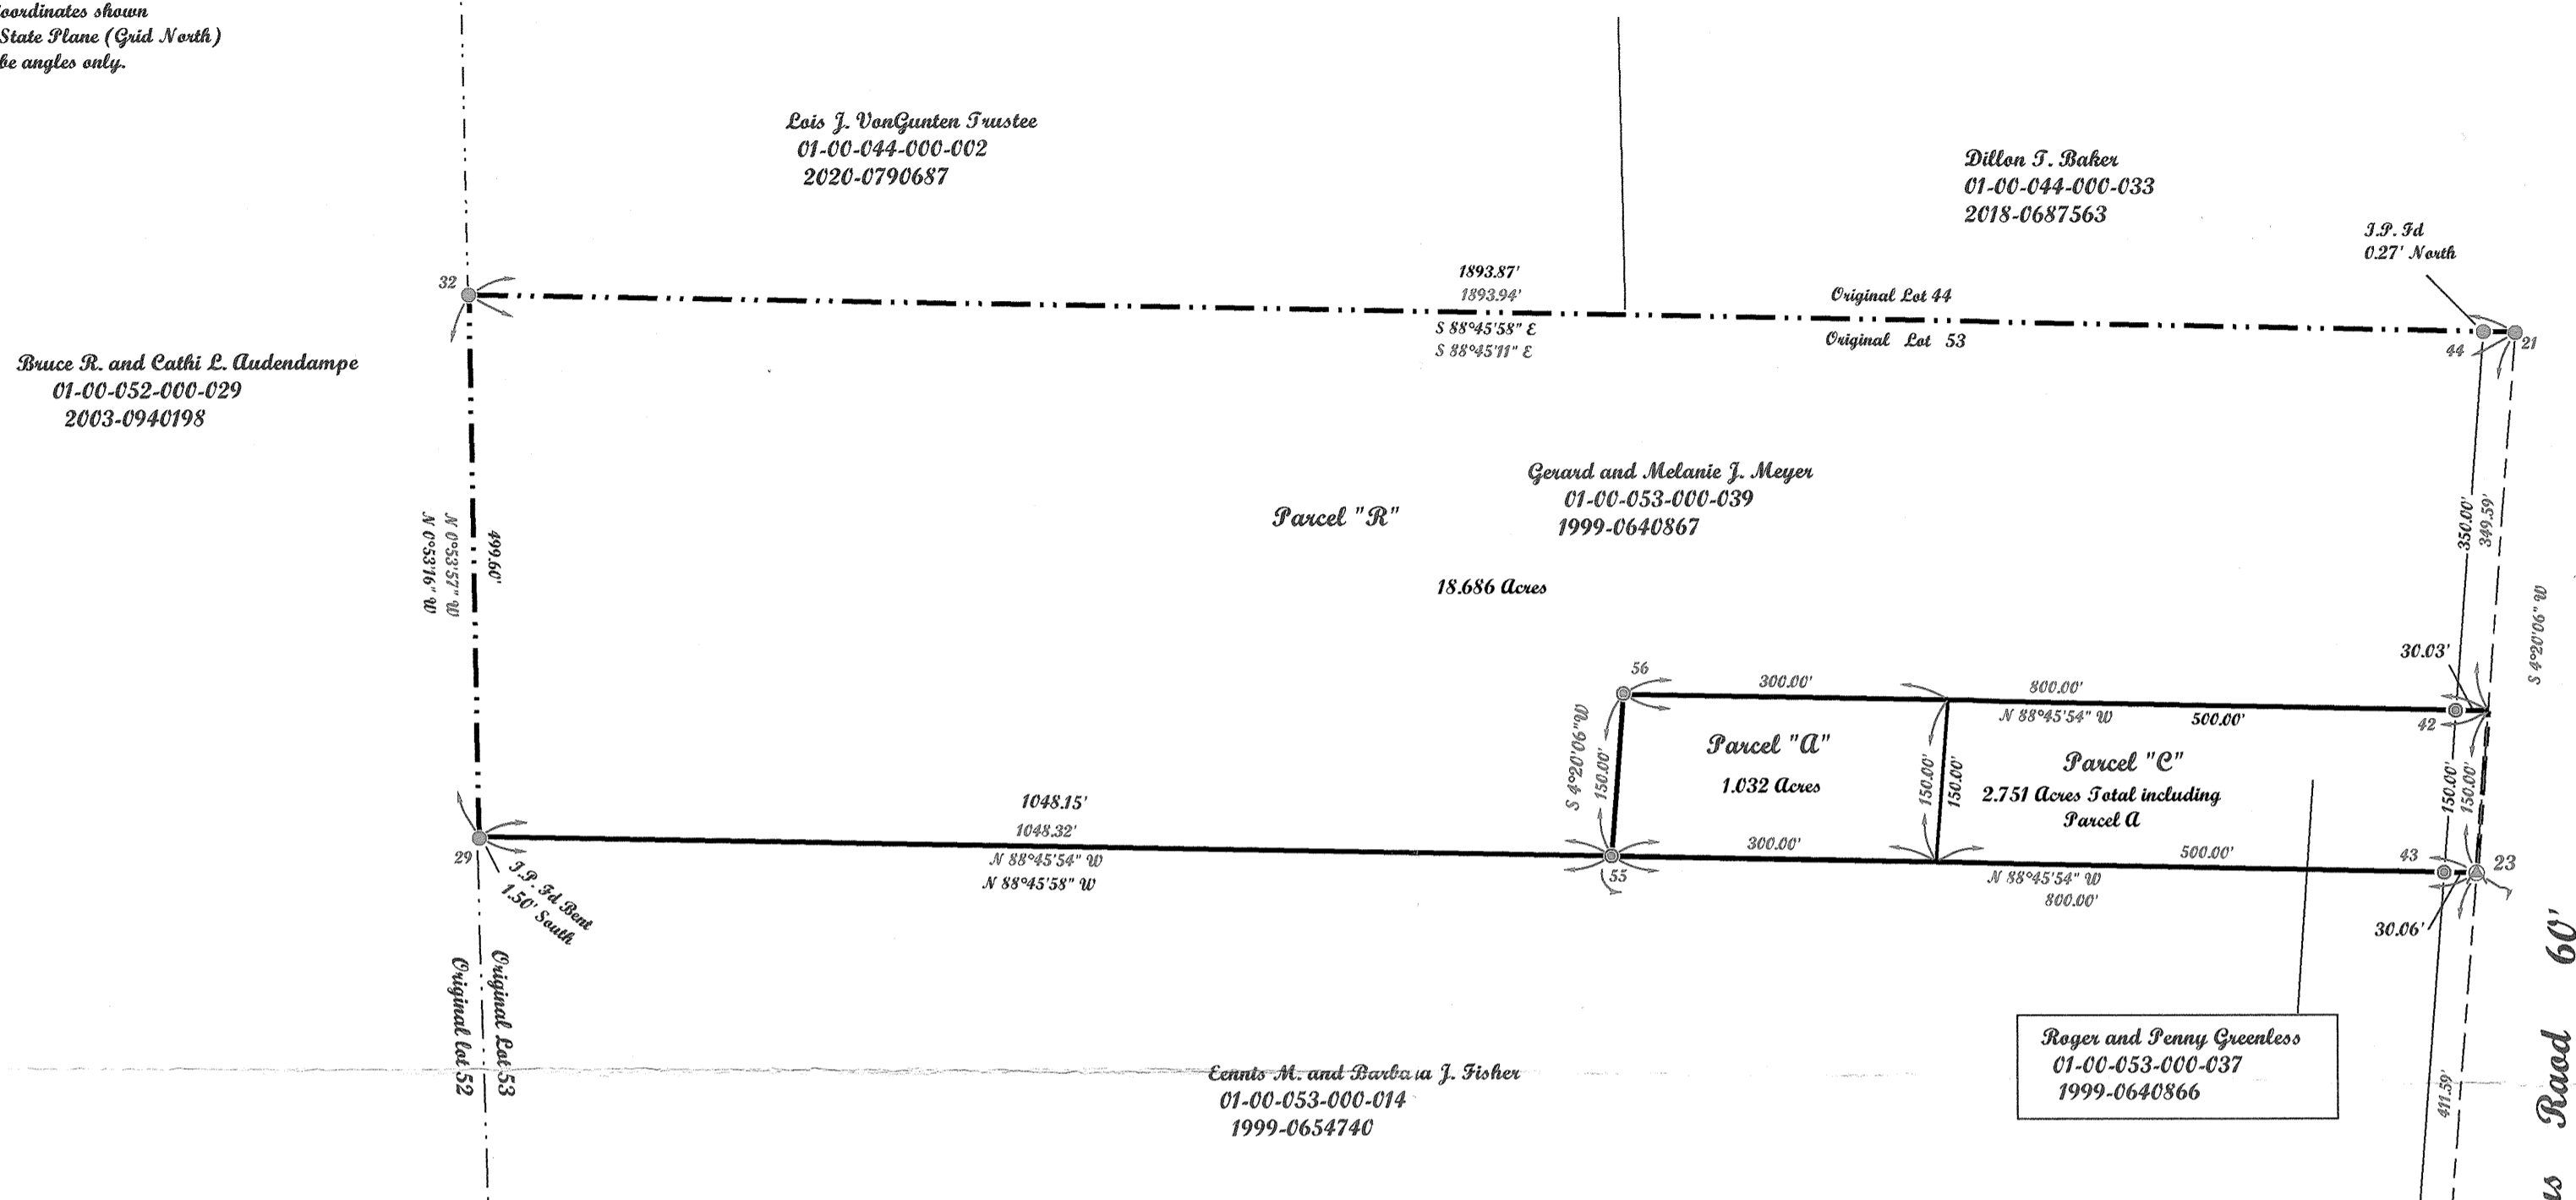 oordinates shown
State Plane (Grid North)
be angles only.
Lois J. VonGunten Trustee
01-00-044-000-002
2020-0790687
Dillon T. Baker
01-00-044-000-033
2018-0687563
I.P. Fd
0.27' North
32
1893.87'
1893.94'
S 88°45'58" E
S 88°45'11" E
Original Lot 44
Original Lot 53
44
21
Bruce R. and Cathi L. Audendampe
01-00-052-000-029
2003-0940198
N 0°53'16" W
N 0°53'57" W
499.60'
Parcel "R"
Gerard and Melanie J. Meyer
01-00-053-000-039
1999-0640867
18.686 Acres
350.00'
349.59'
S 4°20'06" W
30.03'
56
300.00'
800.00'
N 88°45'54" W
500.00'
42
S 4°20'06" W
150.00'
Parcel "A"
1.032 Acres
150.00'
150.00'
Parcel "C"
2.751 Acres Total including
Parcel A
150.00'
150.00'
29
1048.15'
1048.32'
N 88°45'54" W
N 88°45'58" W
55
300.00'
500.00'
N 88°45'54" W
800.00'
43
23
30.06'
I.P. Fd Bent
1.50' South
Original lot 52
Original Lot 53
Eennis M. and Barbara J. Fisher
01-00-053-000-014
1999-0654740
Roger and Penny Greenless
01-00-053-000-037
1999-0640866
411.59'
us Raod 60'